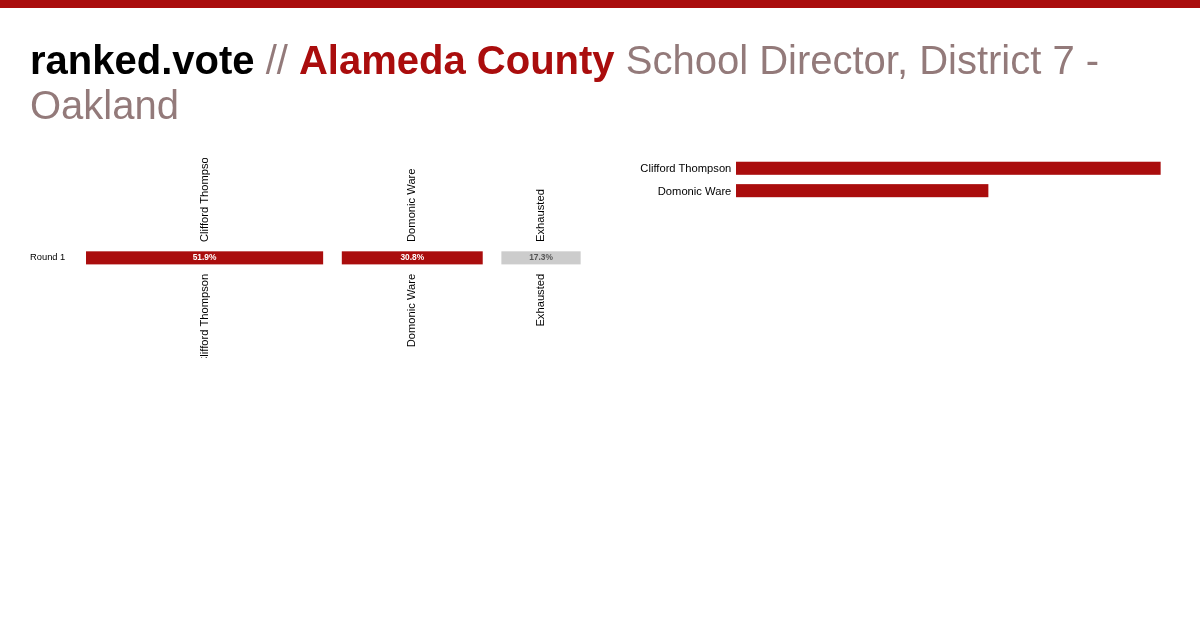 ranked.vote // Alameda County School Director, District 7 -
Oakland
Clifford Thompso
Domonic Ware
Exhausted
Round 1
51.9%
30.8%
17.3%
lifford Thompson
Domonic Ware
Exhausted
Clifford Thompson
Domonic Ware